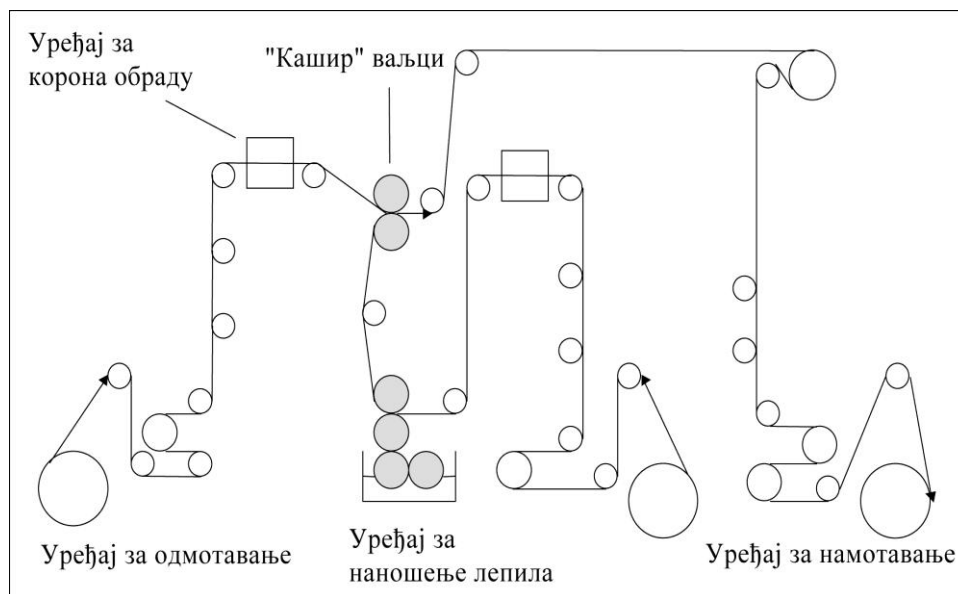 Уређај за
корона обраду
"Кашир" ваљци
Уређај за одмотавање
Уређај за
наношење лепила
Уређај за намотавање